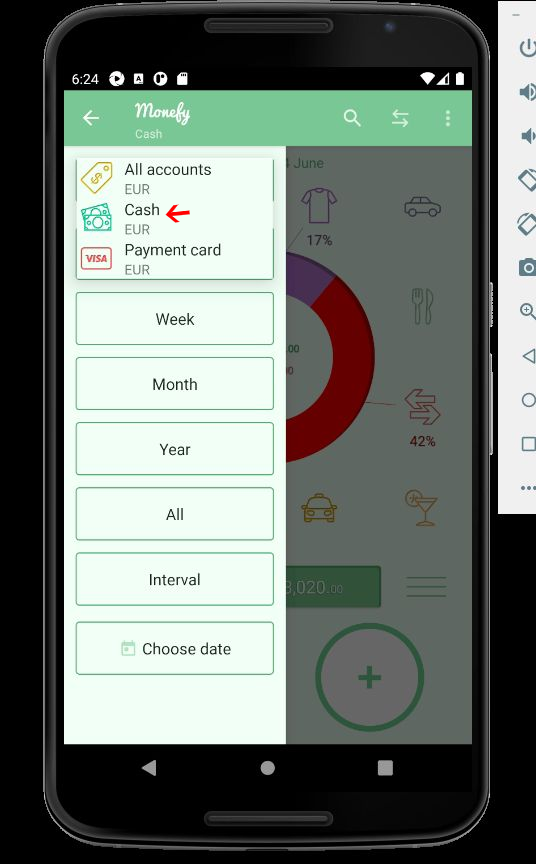 6:24
Monefy
Cash
All accounts
EUR
Cash
EUR
Payment card
VISA
EUR
June
17%
Week
Month
Year
42%
All
Interval
3,020.00
Choose date